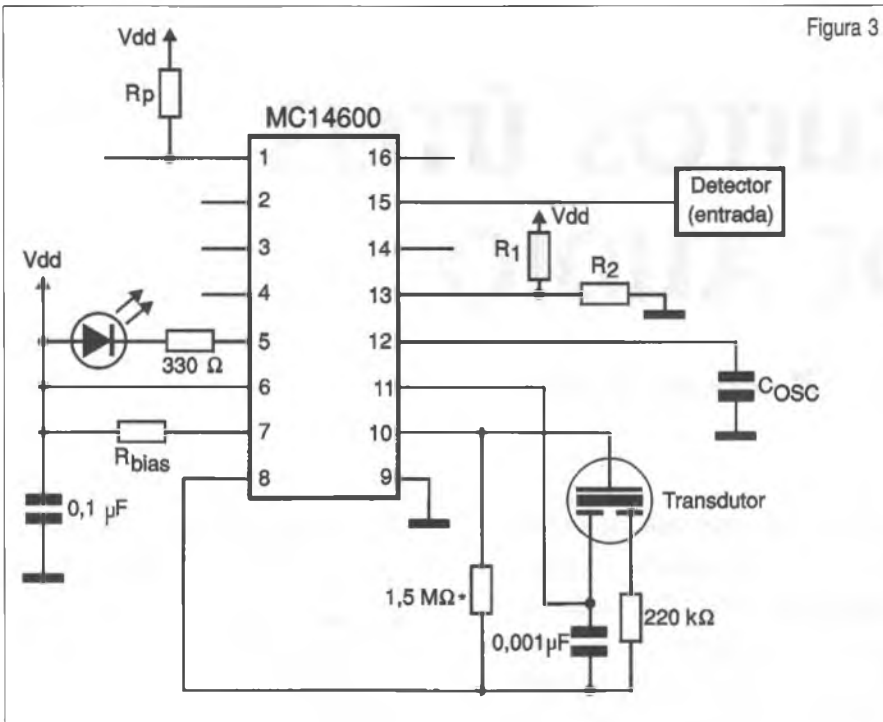 Figura 3
Vdd
Rp
MC14600
1
2
3
4
5
6
7
8
16
15
14
13
12
11
10
9
Detector
(entrada)
Vdd
R1
R2
COSC
Vdd
330 Ω
Rbias
0,1 µF
Transdutor
1,5 MΩ*
0,001µF
220 kΩ